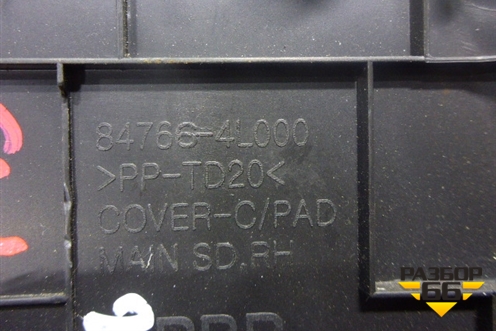 84766-4L000
>PP-TD20<
COVER-C/PAD
MAIN SD,RH
РАЗБОР
66